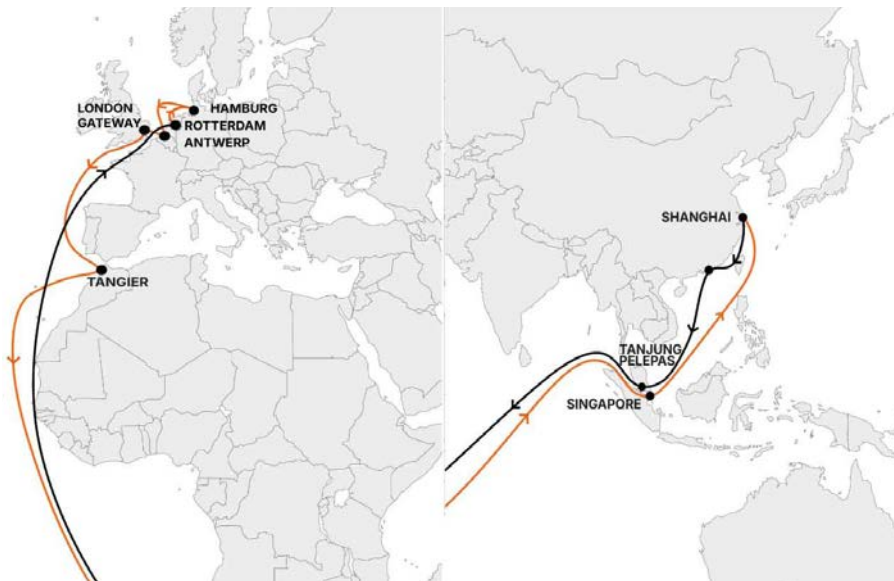 LONDON
GATEWAY
HAMBURG
ROTTERDAM
ANTWERP
TANGIER
SHANGHAI
TANJUNG
PELEPAS
SINGAPORE